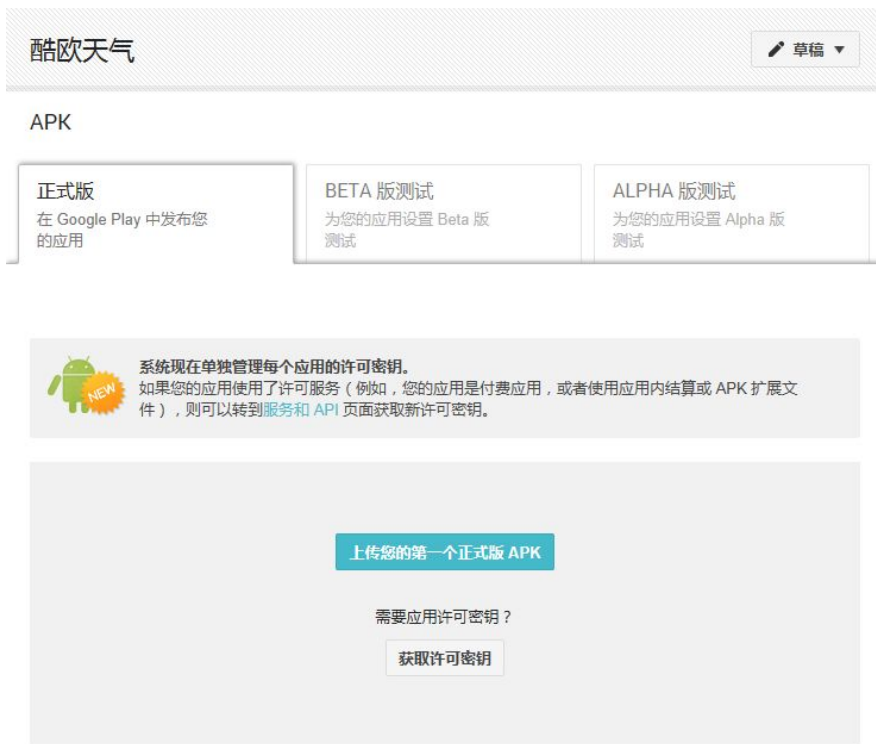 酷欧天气
草稿
APK
正式版
在 Google Play 中发布您
的应用
BETA 版测试
为您的应用设置 Beta 版
测试
ALPHA 版测试
为您的应用设置 Alpha 版
测试
NEW
系统现在单独管理每个应用的许可密钥。
如果您的应用使用了许可服务（例如，您的应用是付费应用，或者使用应用内结算或 APK 扩展文
件），则可以转到服务和 API 页面获取新许可密钥。
上传您的第一个正式版 APK
需要应用许可密钥？
获取许可密钥